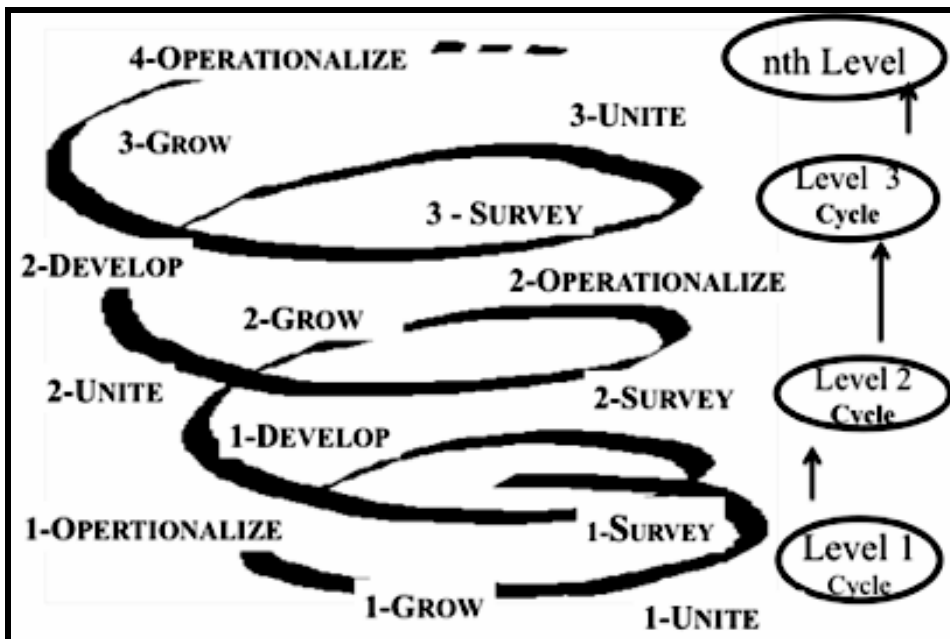 4-OPERATIONALIZE
nth Level
3-UNITE
3-GROW
Level 3
Cycle
3 - SURVEY
2-DEVELOP
2-OPERATIONALIZE
2-GROW
2-UNITE
2-SURVEY
Level 2
Cycle
1-DEVELOP
1-OPERTIONALIZE
1-SURVEY
Level 1
Cycle
1-GROW
1-UNITE